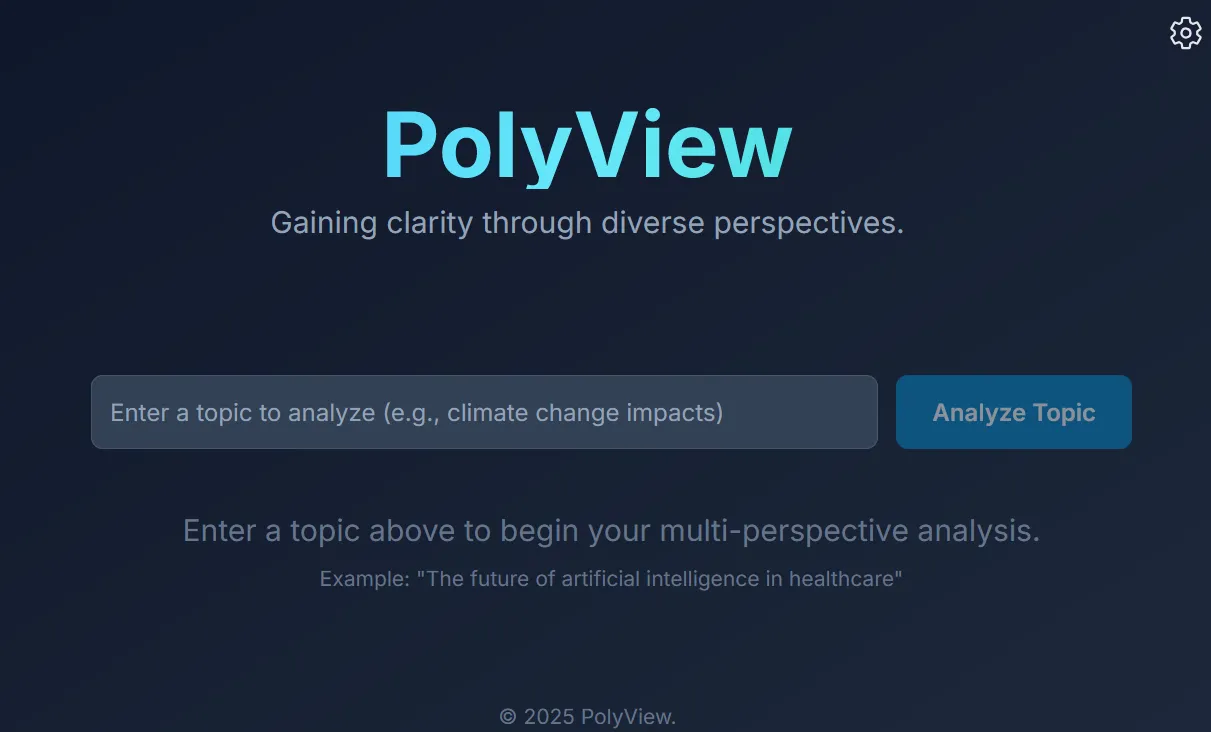 PolyView
Gaining clarity through diverse perspectives.
Enter a topic to analyze (e.g., climate change impacts)
Analyze Topic
Enter a topic above to begin your multi-perspective analysis.
Example: "The future of artificial intelligence in healthcare"
© 2025 PolyView.